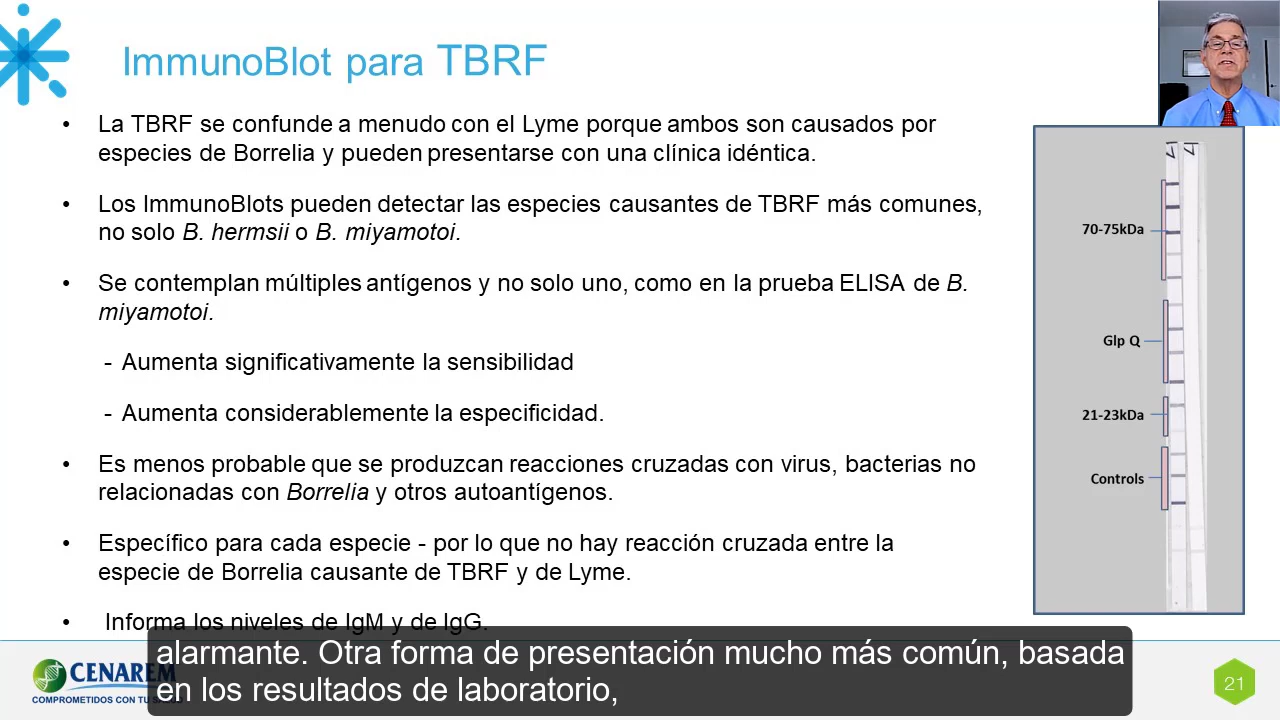 ImmunoBlot para TBRF
• La TBRF se confunde a menudo con el Lyme porque ambos son causados por
especies de Borrelia y pueden presentarse con una clínica idéntica.
• Los ImmunoBlots pueden detectar las especies causantes de TBRF más comunes,
no solo B. hermsii o B. miyamotoi.
• Se contemplan múltiples antígenos y no solo uno, como en la prueba ELISA de B.
miyamotoi.
- Aumenta significativamente la sensibilidad
- Aumenta considerablemente la especificidad.
• Es menos probable que se produzcan reacciones cruzadas con virus, bacterias no
relacionadas con Borrelia y otros autoantígenos.
• Específico para cada especie - por lo que no hay reacción cruzada entre la
especie de Borrelia causante de TBRF y de Lyme.
• Informa los niveles de IgM y de IgG.
70-75kDa
Glp Q
21-23kDa
Controls
alarmante. Otra forma de presentación mucho más común, basada
en los resultados de laboratorio,
CENAREM
COMPROMETIDOS CON TU
21